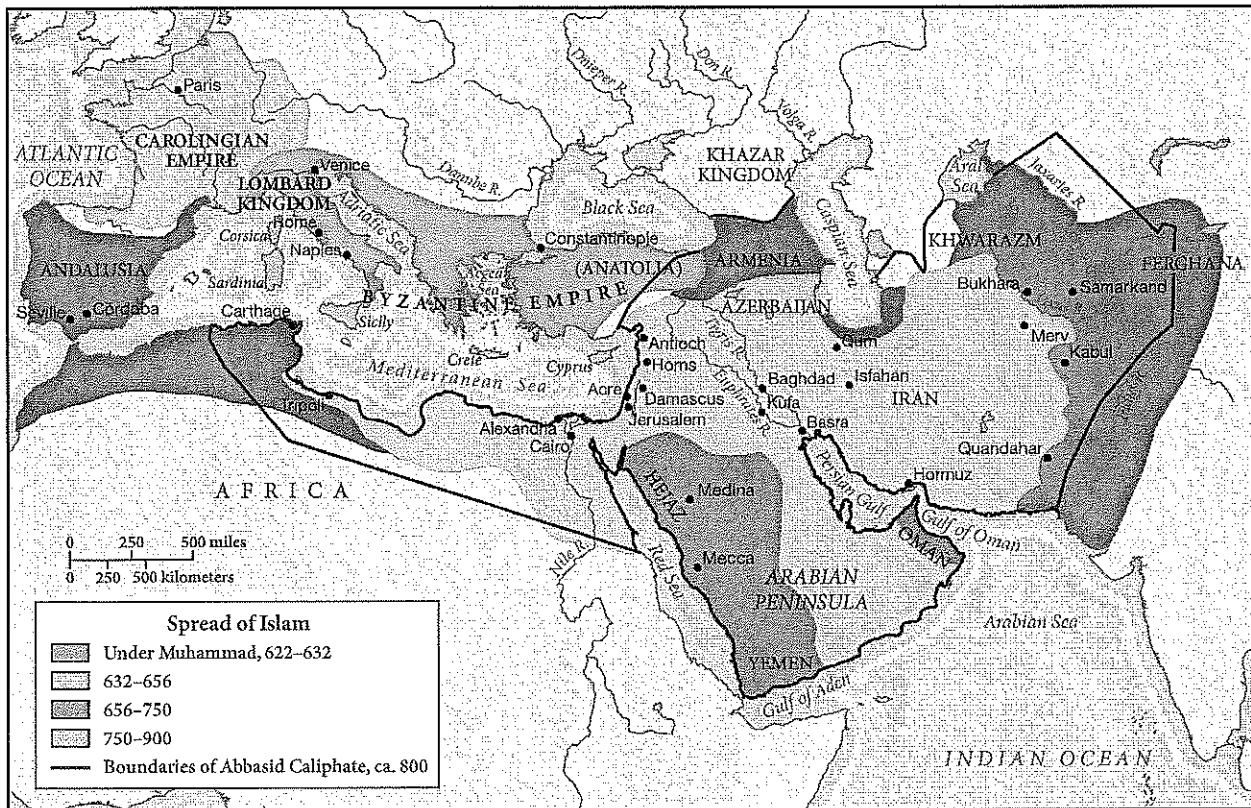 Paris
CAROLINGIAN
EMPIRE
ATLANTIC
OCEAN
Venice
LOMBARD
KINGDOM
Rome
Corsica
Naples
Adriatic Sea
Danube R.
Dnieper R.
Don R.
Volga R.
KHAZAR
KINGDOM
Aral
Sea
Jaxartes R.
Black Sea
Caspian Sea
Constantinople
(ANATOLIA)
Aegean
Sea
BYZANTINE EMPIRE
ARMENIA
KHWARAZM
FERGHANA
ANDALUSIA
Sardinia
Seville
Córdoba
Carthage
Sicily
Crete
Cyprus
Mediterranean Sea
AZERBAIJAN
Bukhara
Samarkand
Merv
Kabul
Qum
Antioch
Homs
Tigris R.
Euphrates R.
Baghdad
Isfahan
IRAN
Acre
Damascus
Kufa
Jerusalem
Tripoli
Alexandria
Cairo
Basra
Quandahar
Indus R.
Hormuz
Persian Gulf
Gulf of Oman
OMAN
AFRICA
HEJAZ
Medina
Mecca
Nile R.
Red Sea
ARABIAN
PENINSULA
Arabian Sea
YEMEN
Gulf of Aden
INDIAN OCEAN
0 250 500 miles
0 250 500 kilometers
Spread of Islam
Under Muhammad, 622–632
632–656
656–750
750–900
Boundaries of Abbasid Caliphate, ca. 800